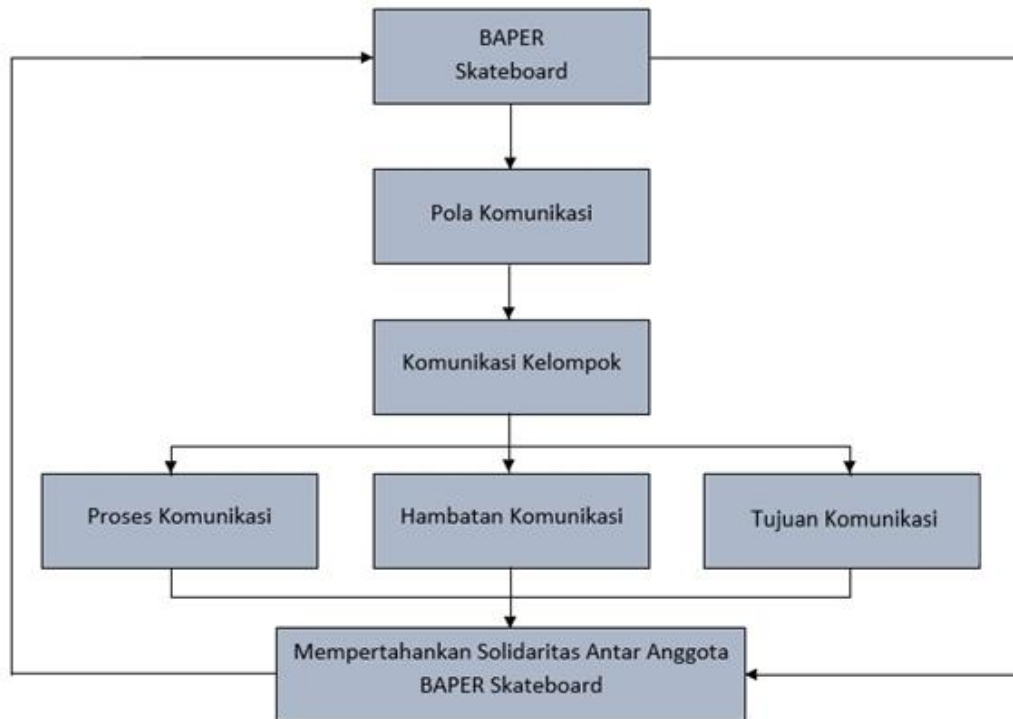 BAPER
Skateboard
Pola Komunikasi
Komunikasi Kelompok
Proses Komunikasi
Hambatan Komunikasi
Tujuan Komunikasi
Mempertahankan Solidaritas Antar Anggota
BAPER Skateboard